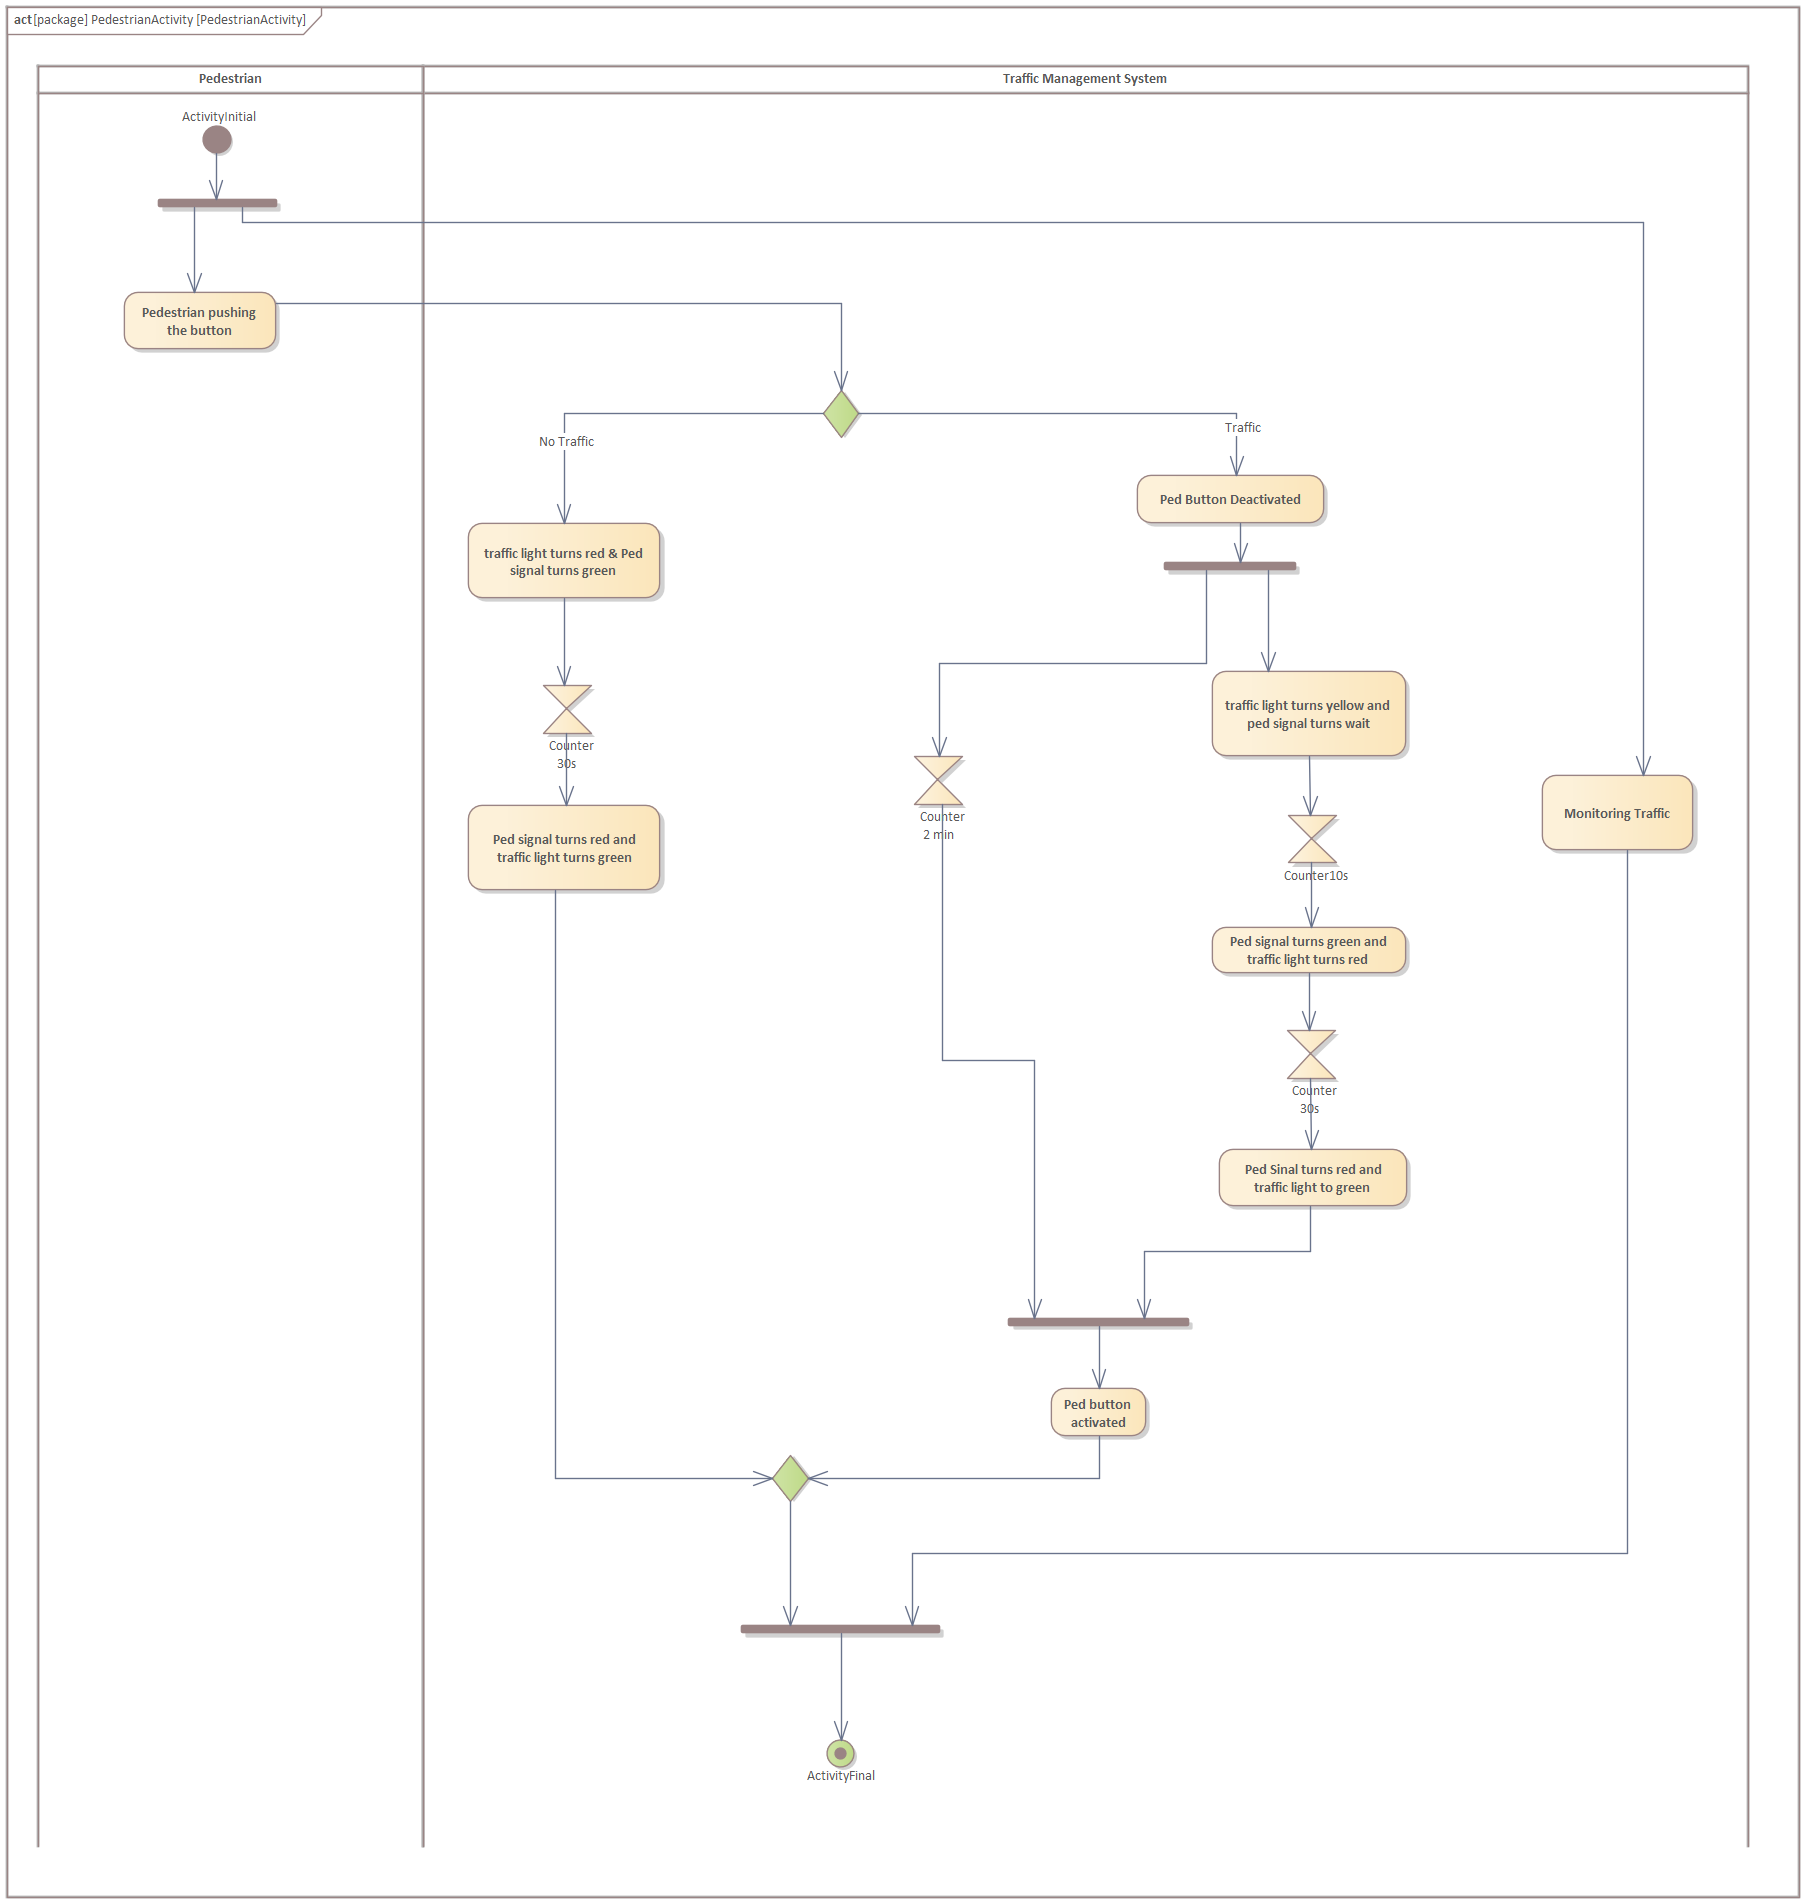 act [package] PedestrianActivity [PedestrianActivity]
Pedestrian
Traffic Management System
ActivityInitial
Pedestrian pushing
the button
No Traffic
Traffic
Ped Button Deactivated
traffic light turns red & Ped
signal turns green
traffic light turns yellow and
ped signal turns wait
Counter
30s
Counter
2 min
Monitoring Traffic
Ped signal turns red and
traffic light turns green
Counter10s
Ped signal turns green and
traffic light turns red
Counter
30s
Ped Sinal turns red and
traffic light to green
Ped button
activated
ActivityFinal